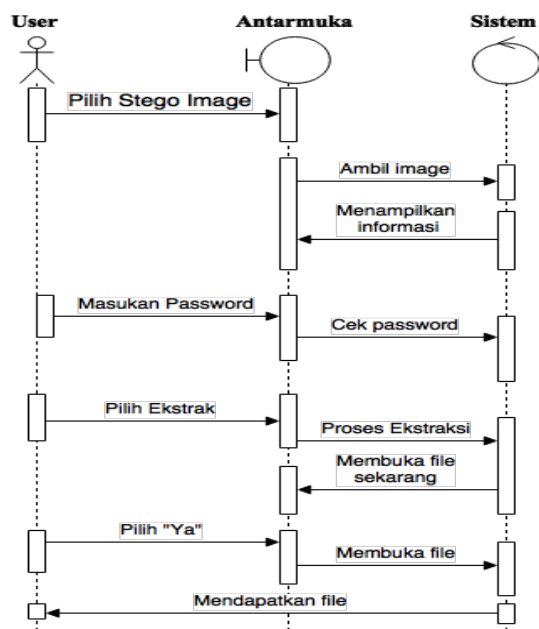 User
Antarmuka
Sistem
Pilih Stego Image
Ambil image
Menampilkan
informasi
Masukan Password
Cek password
Pilih Ekstrak
Proses Ekstraksi
Membuka file
sekarang
Pilih "Ya"
Membuka file
Mendapatkan file